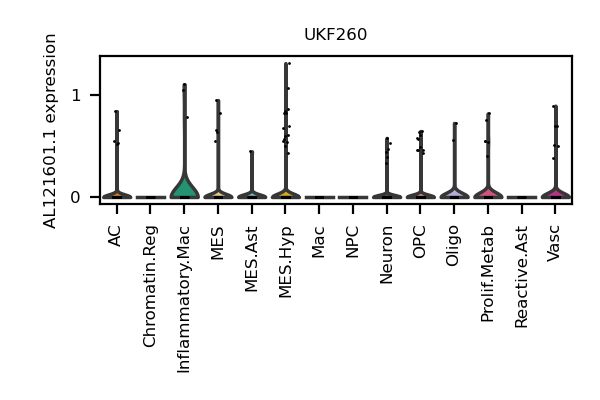 UKF260
AL121601.1 expression
1
0
AC
Chromatin.Reg
Inflammatory.Mac
MES
MES.Ast
MES.Hyp
Mac
NPC
Neuron
OPC
Oligo
Prolif.Metab
Reactive.Ast
Vasc